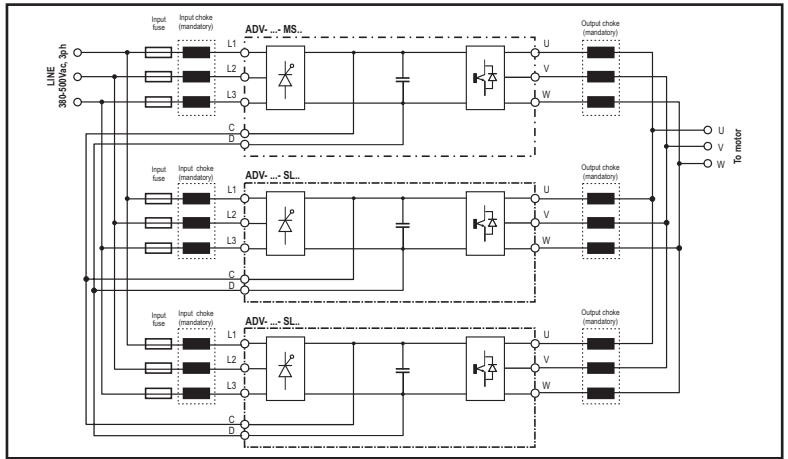 Input
fuse
Input choke
(mandatory)
ADV- ...- MS..
Output choke
(mandatory)
LINE
380-500Vac, 3ph
L1
L2
L3
C
D
U
V
W
U
V
W
To motor
Input
fuse
Input choke
(mandatory)
ADV- ...- SL..
Output choke
(mandatory)
L1
L2
L3
C
D
U
V
W
Input
fuse
Input choke
(mandatory)
ADV- ...- SL..
Output choke
(mandatory)
L1
L2
L3
C
D
U
V
W